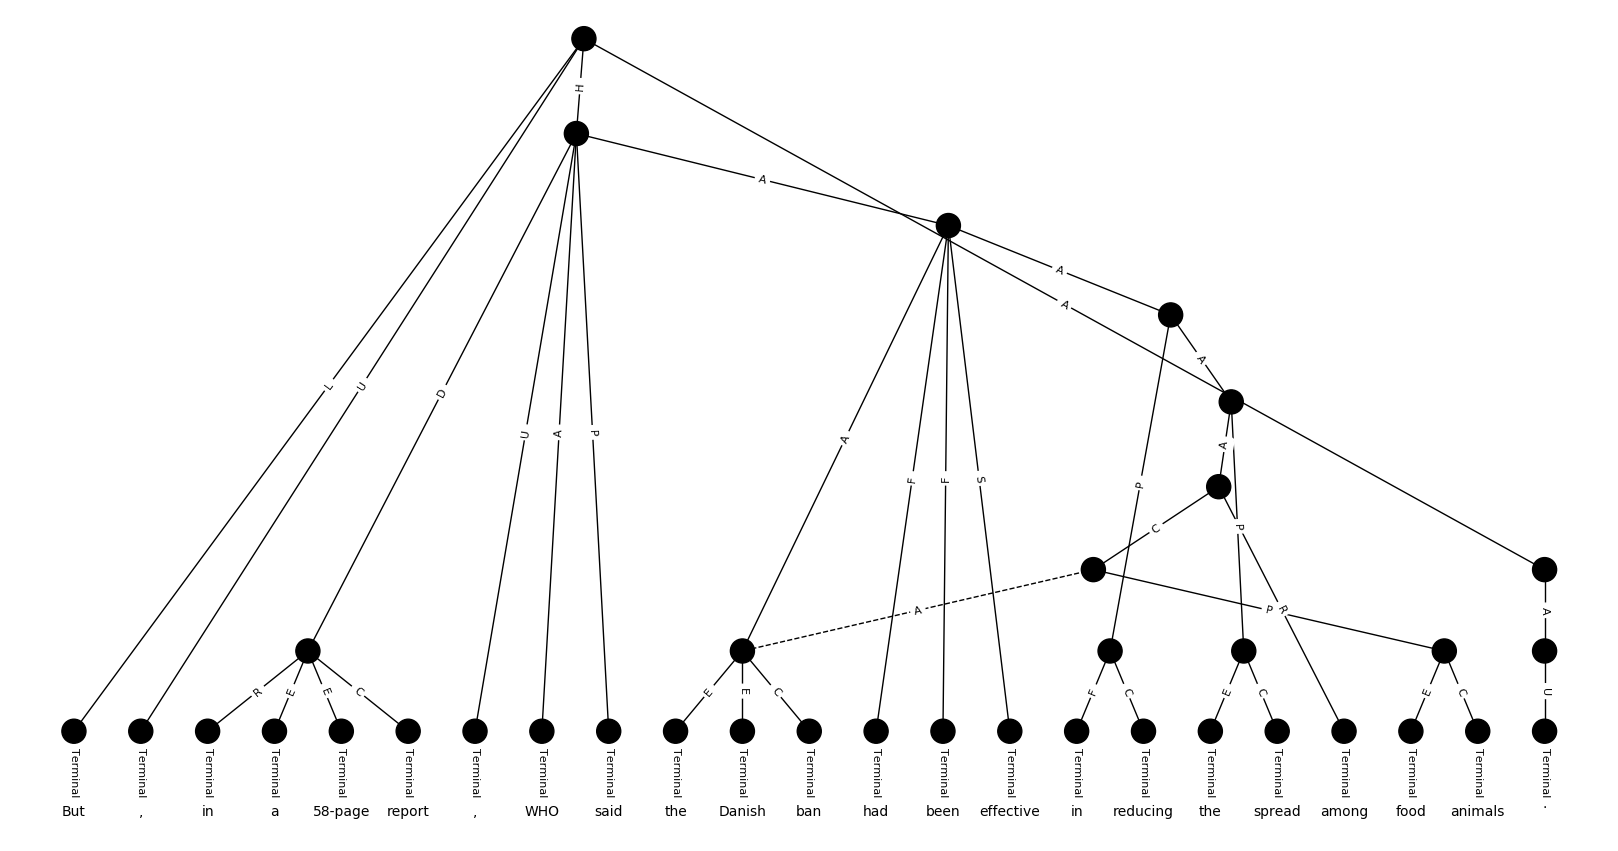 H
A
A
A
L
U
D
A
A
U
A
P
A
F
F
S
P
C
P
A
P
R
A
R
E
E
C
E
E
C
F
C
E
C
E
C
U
Terminal Terminal Terminal Terminal Terminal Terminal Terminal Terminal Terminal Terminal Terminal Terminal Terminal Terminal Terminal Terminal Terminal Terminal Terminal Terminal Terminal Terminal Terminal
But , in a 58-page report , WHO said the Danish ban had been effective in reducing the spread among food animals .